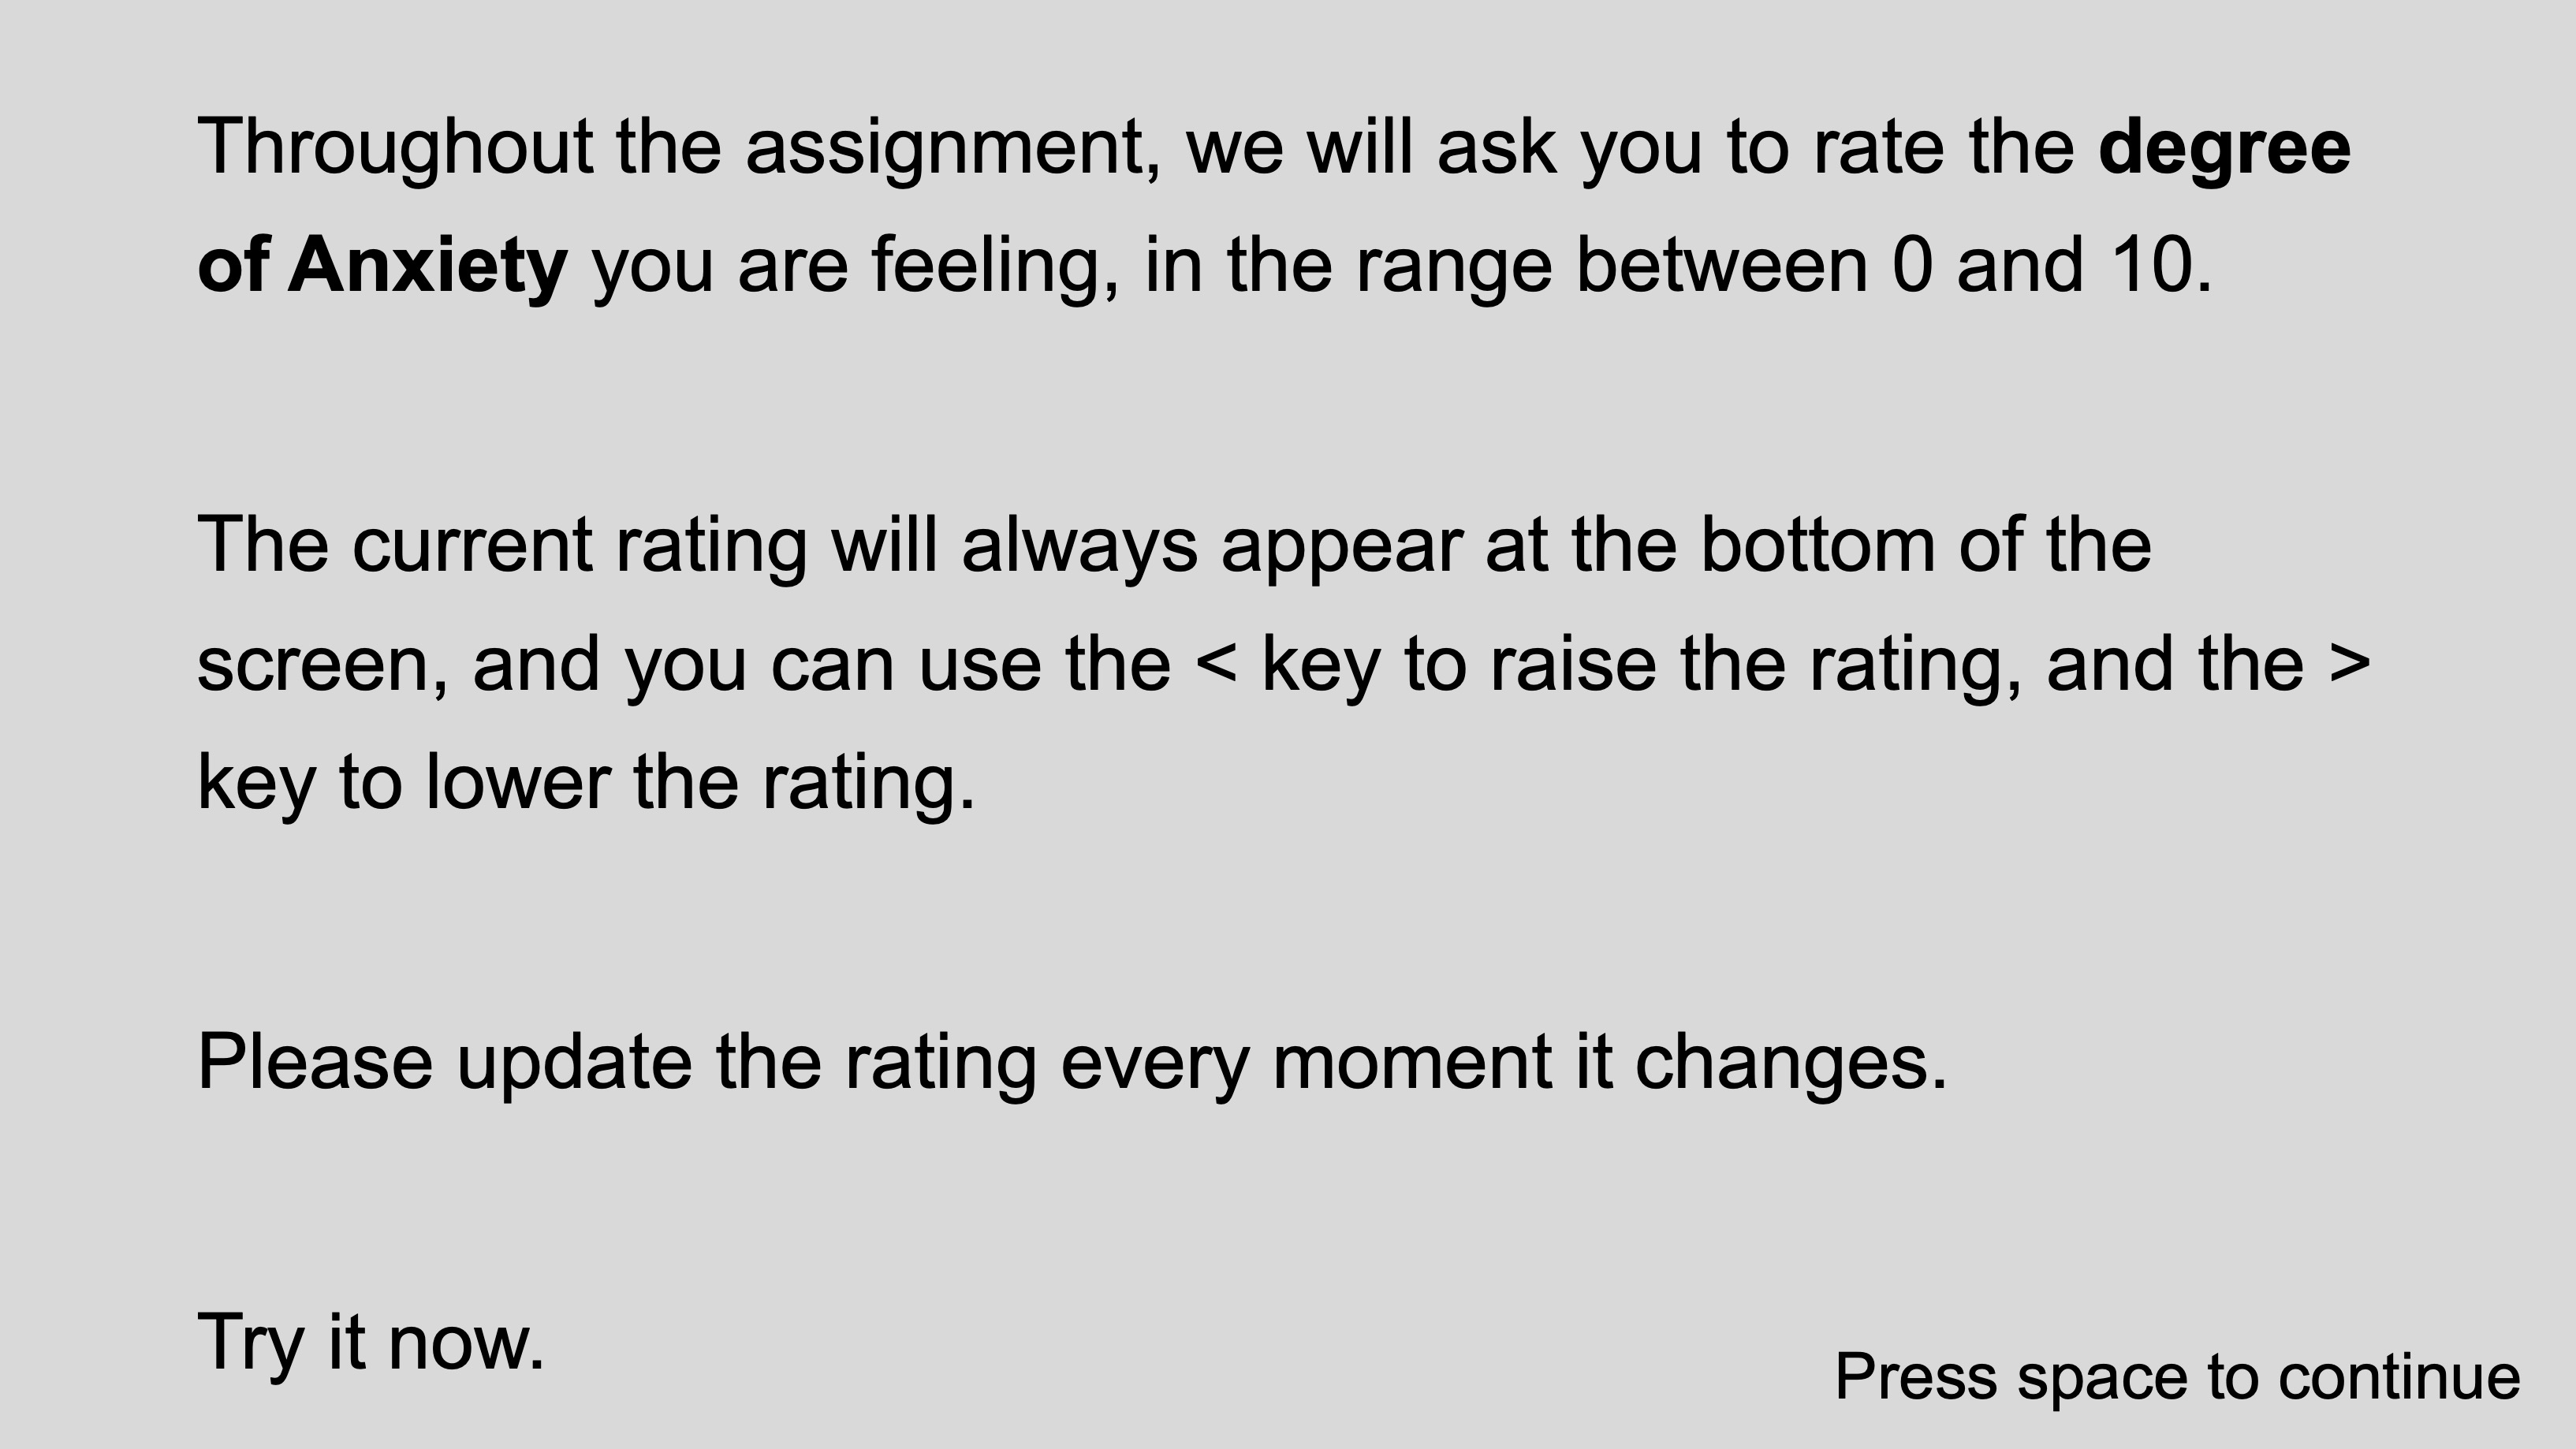 Throughout the assignment, we will ask you to rate the degree
of Anxiety you are feeling, in the range between 0 and 10.
The current rating will always appear at the bottom of the
screen, and you can use the < key to raise the rating, and the >
key to lower the rating.
Please update the rating every moment it changes.
Try it now.
Press space to continue